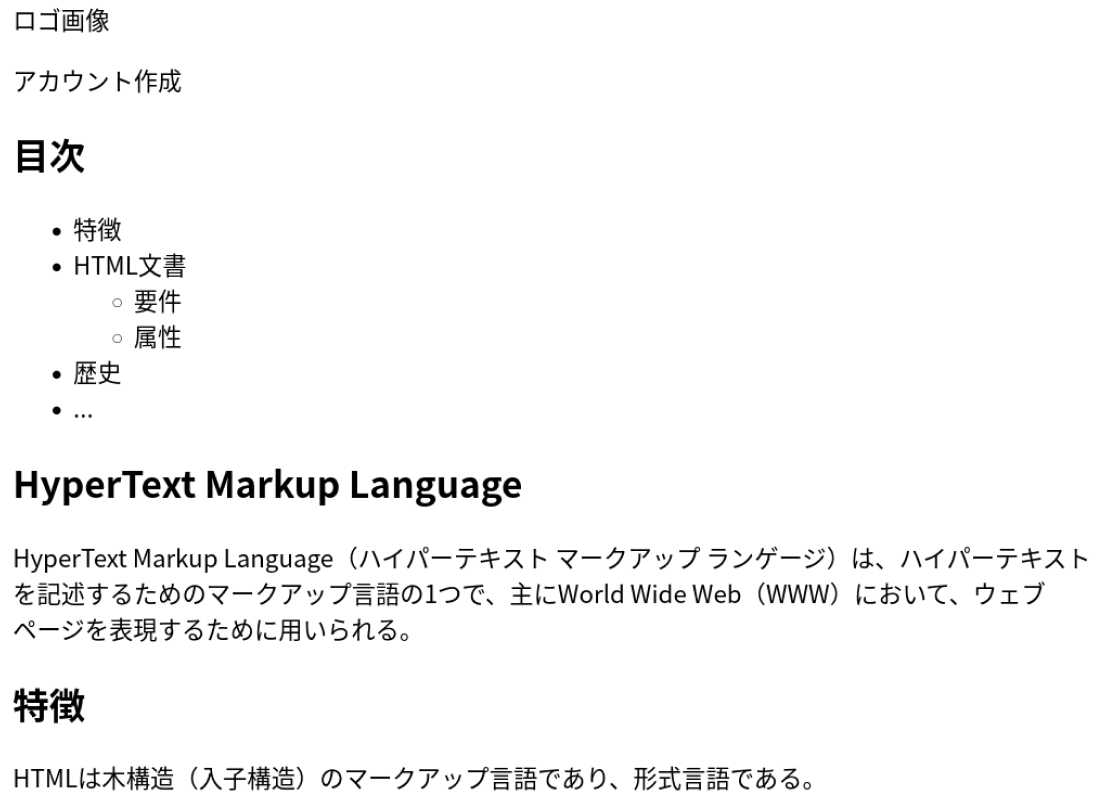 ロゴ画像
アカウント作成
目次
• 特徴
• HTML文書
○ 要件
○ 属性
• 歴史
• ...
HyperText Markup Language
HyperText Markup Language（ハイパーテキスト マークアップ ランゲージ）は、ハイパーテキスト
を記述するためのマークアップ言語の1つで、主にWorld Wide Web（WWW）において、ウェブ
ページを表現するために用いられる。
特徴
HTMLは木構造（入子構造）のマークアップ言語であり、形式言語である。